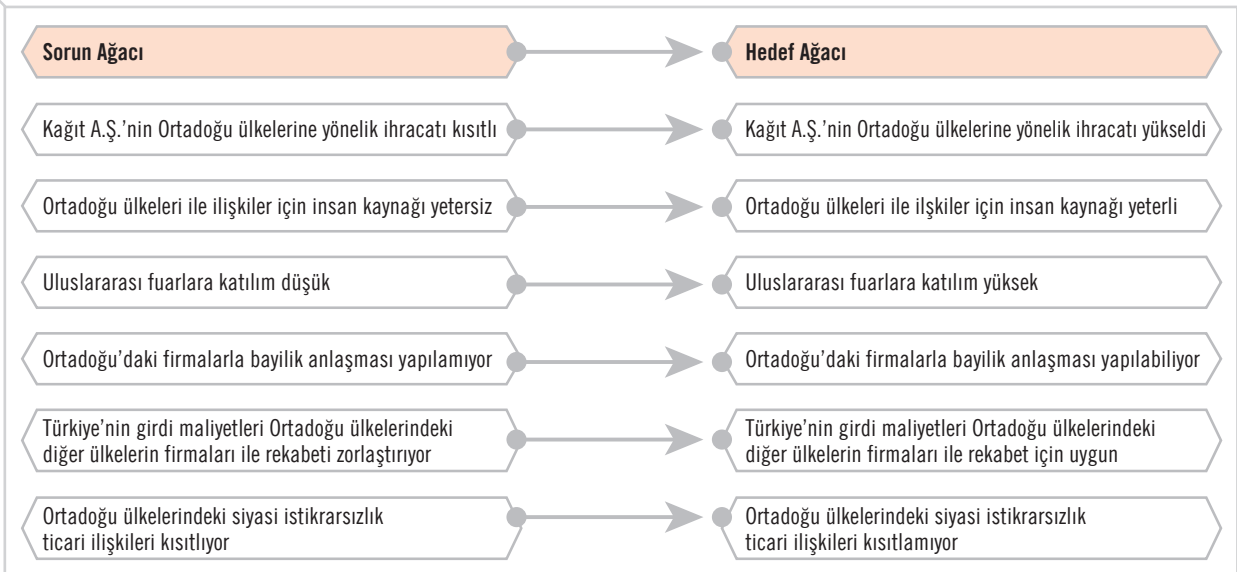 Sorun Ağacı
Hedef Ağacı
Kağıt A.Ş.’nin Ortadoğu ülkelerine yönelik ihracatı kısıtlı
Kağıt A.Ş.’nin Ortadoğu ülkelerine yönelik ihracatı yükseldi
Ortadoğu ülkeleri ile ilişkiler için insan kaynağı yetersiz
Ortadoğu ülkeleri ile ilşkiler için insan kaynağı yeterli
Uluslararası fuarlara katılım düşük
Uluslararası fuarlara katılım yüksek
Ortadoğu’daki firmalarla bayilik anlaşması yapılamıyor
Ortadoğu’daki firmalarla bayilik anlaşması yapılabiliyor
Türkiye’nin girdi maliyetleri Ortadoğu ülkelerindeki
diğer ülkelerin firmaları ile rekabeti zorlaştırıyor
Türkiye’nin girdi maliyetleri Ortadoğu ülkelerindeki
diğer ülkelerin firmaları ile rekabet için uygun
Ortadoğu ülkelerindeki siyasi istikrarsızlık
ticari ilişkileri kısıtlıyor
Ortadoğu ülkelerindeki siyasi istikrarsızlık
ticari ilişkileri kısıtlamıyor